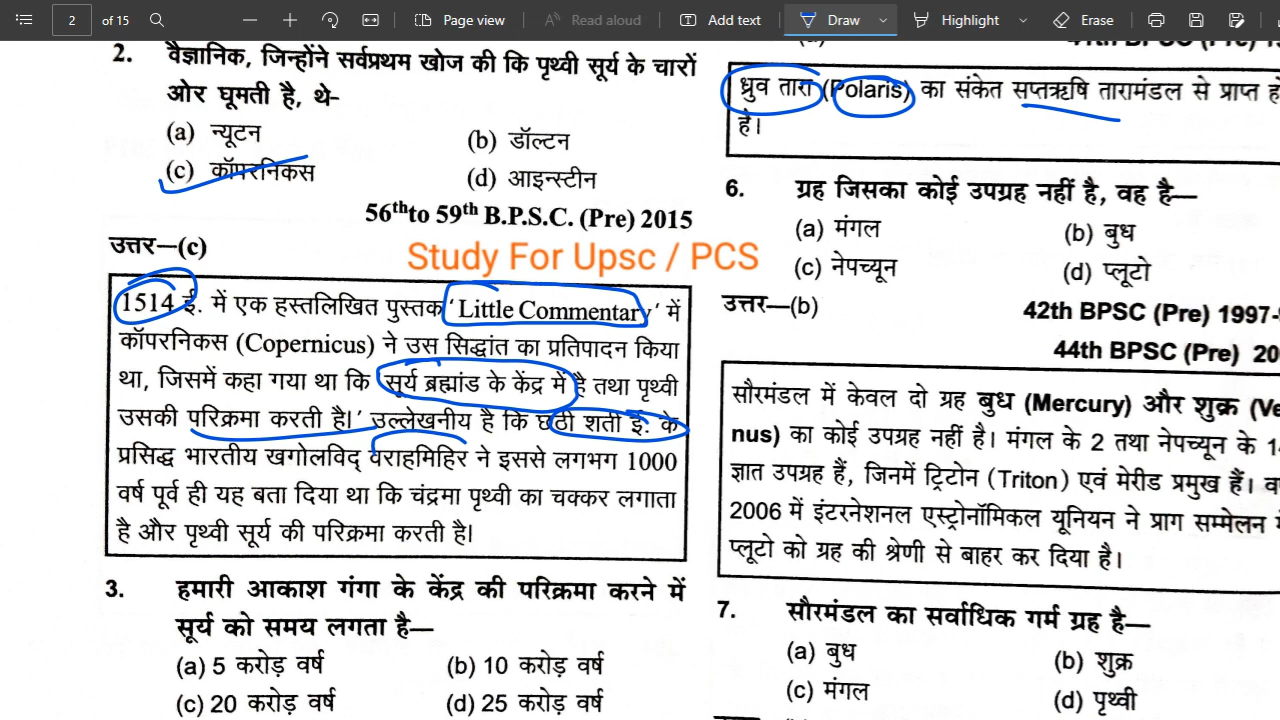 2
of 15
Page view
Read aloud
Add text
Draw
Highlight
Erase
2. वैज्ञानिक, जिन्होंने सर्वप्रथम खोज की कि पृथ्वी सूर्य के चारों
ओर घूमती है, थे-
(a) न्यूटन (b) डॉल्टन
(c) कॉपरनिकस (d) आइन्स्टीन
56th to 59th B.P.S.C. (Pre) 2015
उत्तर—(c)
Study For Upsc / PCS
1514 ई. में एक हस्तलिखित पुस्तक 'Little Commentary' में
कॉपरनिकस (Copernicus) ने उस सिद्धांत का प्रतिपादन किया
था, जिसमें कहा गया था कि सूर्य ब्रह्मांड के केंद्र में है तथा पृथ्वी
उसकी परिक्रमा करती है।' उल्लेखनीय है कि छठी शती ई. के
प्रसिद्ध भारतीय खगोलविद् वराहमिहिर ने इससे लगभग 1000
वर्ष पूर्व ही यह बता दिया था कि चंद्रमा पृथ्वी का चक्कर लगाता
है और पृथ्वी सूर्य की परिक्रमा करती है।
3. हमारी आकाश गंगा के केंद्र की परिक्रमा करने में
सूर्य को समय लगता है—
(a) 5 करोड़ वर्ष (b) 10 करोड़ वर्ष
(c) 20 करोड़ वर्ष (d) 25 करोड़ वर्ष
ध्रुव तारा (Polaris) का संकेत सप्तऋषि तारामंडल से प्राप्त
है।
6. ग्रह जिसका कोई उपग्रह नहीं है, वह है—
(a) मंगल (b) बुध
(c) नेपच्यून (d) प्लूटो
उत्तर—(b)
42th BPSC (Pre) 1997-
44th BPSC (Pre) 20
सौरमंडल में केवल दो ग्रह बुध (Mercury) और शुक्र (Ve
nus) का कोई उपग्रह नहीं है। मंगल के 2 तथा नेपच्यून के 1
ज्ञात उपग्रह हैं, जिनमें ट्रिटोन (Triton) एवं मेरीड प्रमुख हैं।
2006 में इंटरनेशनल एस्ट्रोनॉमिकल यूनियन ने प्राग सम्मेलन
प्लूटो को ग्रह की श्रेणी से बाहर कर दिया है।
7. सौरमंडल का सर्वाधिक गर्म ग्रह है—
(a) बुध (b) शुक्र
(c) मंगल (d) पृथ्वी